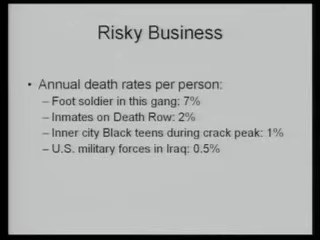 Risky Business
• Annual death rates per person:
– Foot soldier in this gang: 7%
– Inmates on Death Row: 2%
– Inner city Black teens during crack peak: 1%
– U.S. military forces in Iraq: 0.5%